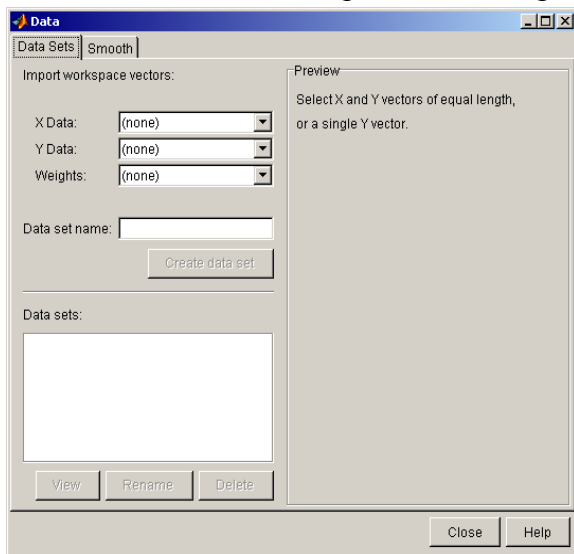 Data
Data Sets
Smooth
Import workspace vectors:
X Data:
(none)
Y Data:
(none)
Weights:
(none)
Data set name:
Create data set
Data sets:
View
Rename
Delete
Preview
Select X and Y vectors of equal length,
or a single Y vector.
Close
Help